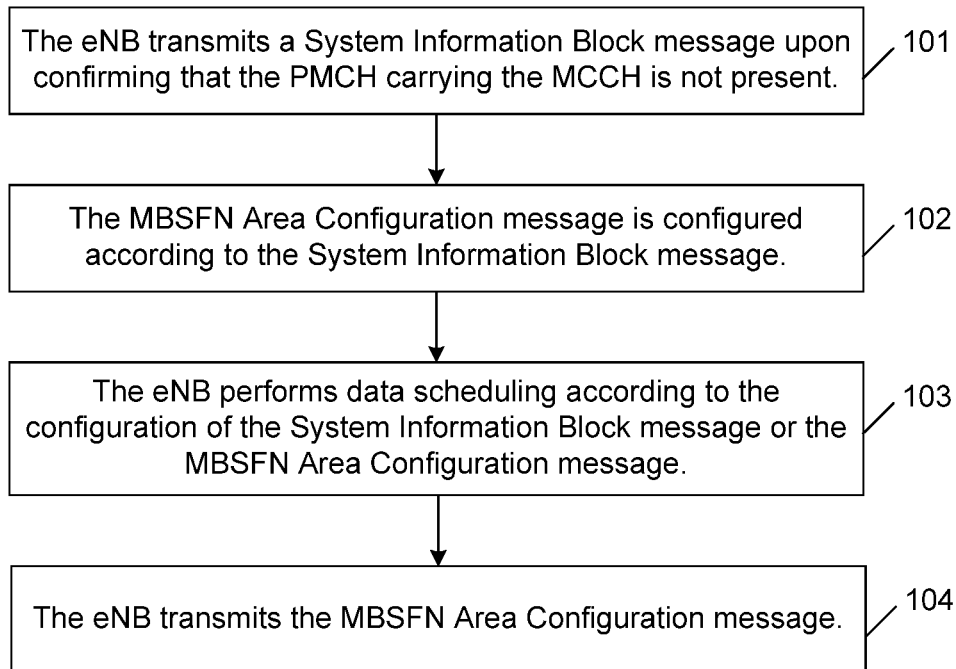 The eNB transmits a System Information Block message upon
confirming that the PMCH carrying the MCCH is not present.
101
The MBSFN Area Configuration message is configured
according to the System Information Block message.
102
The eNB performs data scheduling according to the
configuration of the System Information Block message or the
MBSFN Area Configuration message.
103
The eNB transmits the MBSFN Area Configuration message.
104